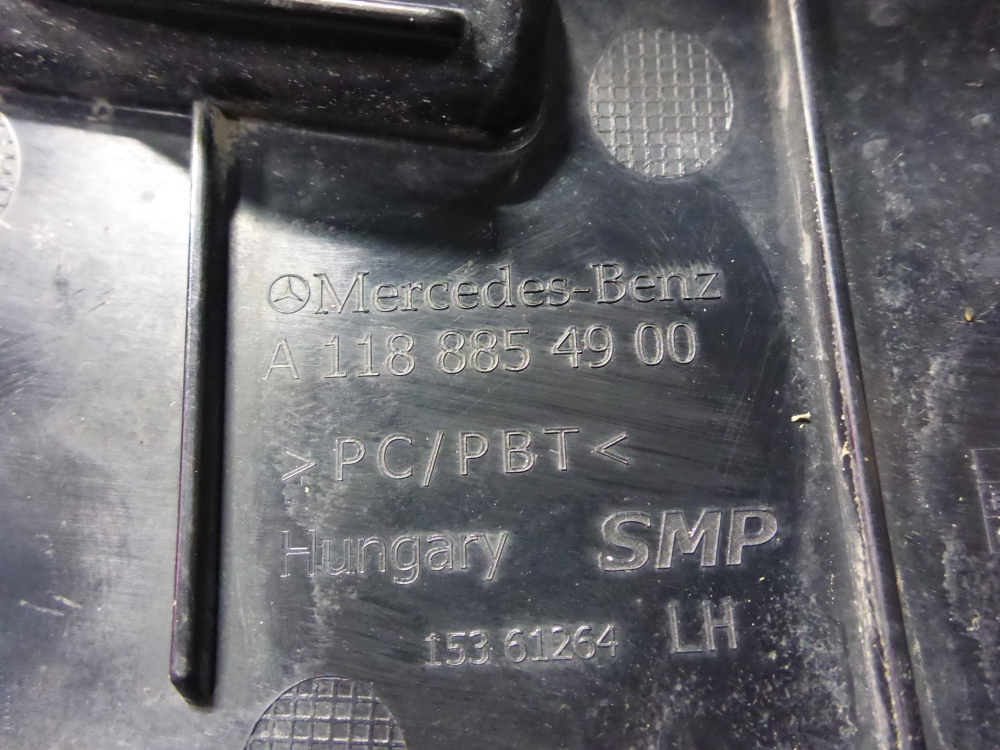 Mercedes-Benz
A 118 885 49 00
>PC/PBT<
Hungary SMP
153 61264 LH